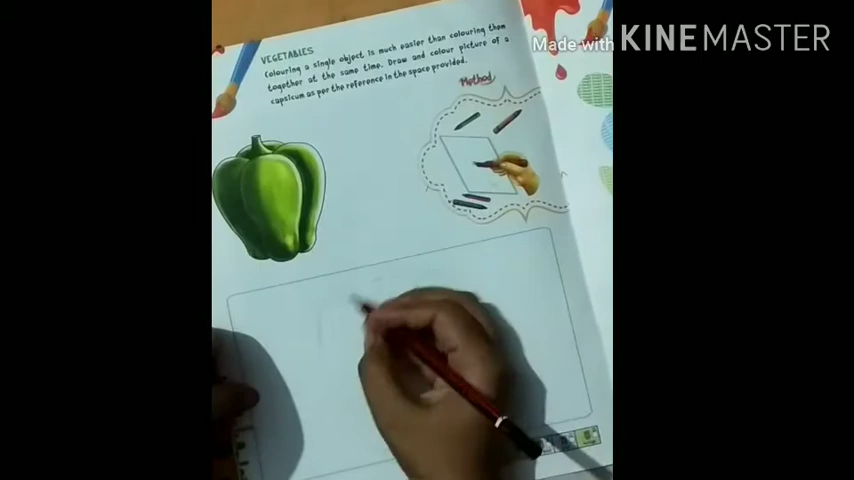 VEGETABLES
Colouring a single object is much easier than colouring them
together at the same time. Draw and colour picture of a
capsicum as per the reference in the space provided.
Method
Made with KINEMASTER